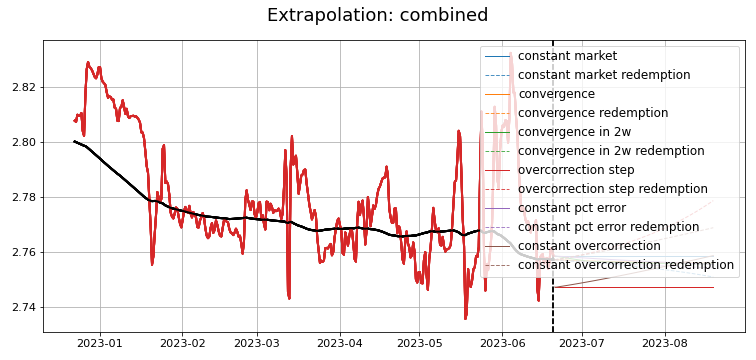 Extrapolation: combined
2.82
2.80
2.78
2.76
2.74
constant market
constant market redemption
convergence
convergence redemption
convergence in 2w
convergence in 2w redemption
overcorrection step
overcorrection step redemption
constant pct error
constant pct error redemption
constant overcorrection
constant overcorrection redemption
2023-01 2023-02 2023-03 2023-04 2023-05 2023-06 2023-07 2023-08